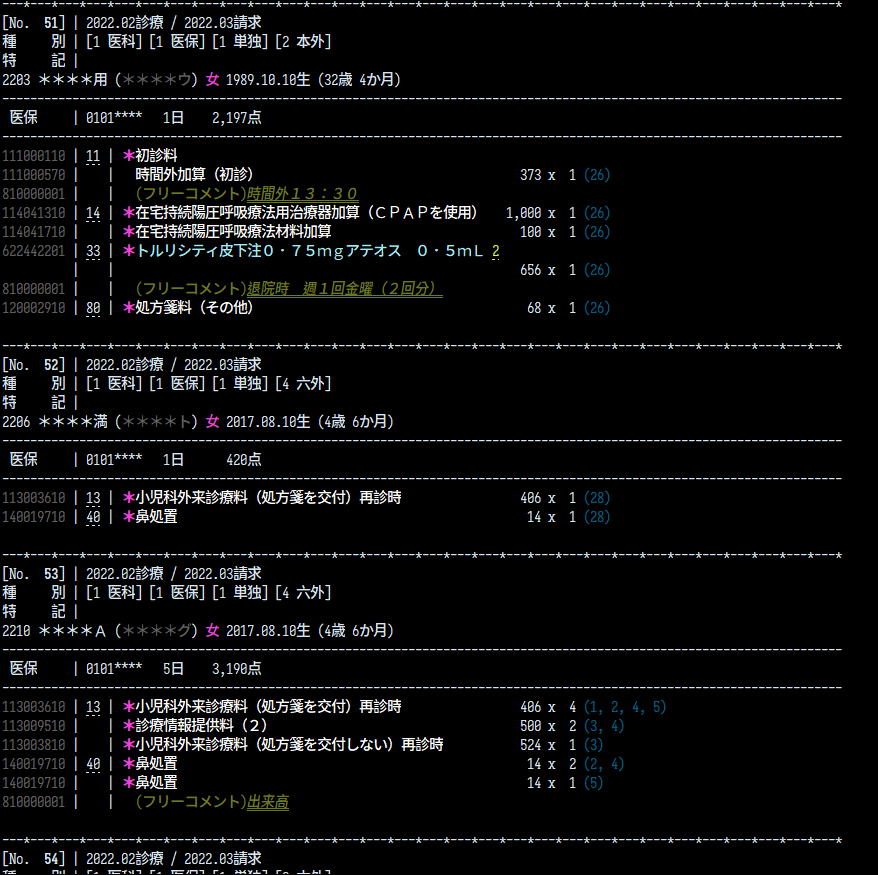 ---*---*---*---*---*---*---*---*---*---*---*---*---*---*---*---*---*---*---*---*---*---*---*---*---*---*---*---*---*---*
[No. 51] | 2022.02診療 / 2022.03請求
種 別 | [1 医科] [1 医保] [1 単独] [2 本外]
特 記 |
2203 ＊＊＊＊用 (＊＊＊＊ウ) 女 1989.10.10生 (32歳 4か月)
------------------------------------------------------------------------------------------------------------------------
医保 | 0101**** 1日 2,197点
------------------------------------------------------------------------------------------------------------------------
111000110 | 11 | ＊初診料
111000570 | | 時間外加算（初診） 373 x 1 (26)
810000001 | | （フリーコメント）時間外１３：３０
114041310 | 14 | ＊在宅持続陽圧呼吸療法用治療器加算（ＣＰＡＰを使用） 1,000 x 1 (26)
114041710 | | ＊在宅持続陽圧呼吸療法材料加算 100 x 1 (26)
622442201 | 33 | ＊トルリシティ皮下注０．７５ｍｇアテオス　０．５ｍＬ 2
| | 656 x 1 (26)
810000001 | | （フリーコメント）退院時　週１回金曜（２回分）
120002910 | 80 | ＊処方箋料（その他） 68 x 1 (26)
---*---*---*---*---*---*---*---*---*---*---*---*---*---*---*---*---*---*---*---*---*---*---*---*---*---*---*---*---*---*
[No. 52] | 2022.02診療 / 2022.03請求
種 別 | [1 医科] [1 医保] [1 単独] [4 六外]
特 記 |
2206 ＊＊＊＊満 (＊＊＊＊ト) 女 2017.08.10生 (4歳 6か月)
------------------------------------------------------------------------------------------------------------------------
医保 | 0101**** 1日 420点
------------------------------------------------------------------------------------------------------------------------
113003610 | 13 | ＊小児科外来診療料（処方箋を交付）再診時 406 x 1 (28)
140019710 | 40 | ＊鼻処置 14 x 1 (28)
---*---*---*---*---*---*---*---*---*---*---*---*---*---*---*---*---*---*---*---*---*---*---*---*---*---*---*---*---*---*
[No. 53] | 2022.02診療 / 2022.03請求
種 別 | [1 医科] [1 医保] [1 単独] [4 六外]
特 記 |
2210 ＊＊＊＊Ａ (＊＊＊＊グ) 女 2017.08.10生 (4歳 6か月)
------------------------------------------------------------------------------------------------------------------------
医保 | 0101**** 5日 3,190点
------------------------------------------------------------------------------------------------------------------------
113003610 | 13 | ＊小児科外来診療料（処方箋を交付）再診時 406 x 4 (1, 2, 4, 5)
113009510 | | ＊診療情報提供料（２） 500 x 2 (3, 4)
113003810 | | ＊小児科外来診療料（処方箋を交付しない）再診時 524 x 1 (3)
140019710 | 40 | ＊鼻処置 14 x 2 (2, 4)
140019710 | | ＊鼻処置 14 x 1 (5)
810000001 | | （フリーコメント）出来高
---*---*---*---*---*---*---*---*---*---*---*---*---*---*---*---*---*---*---*---*---*---*---*---*---*---*---*---*---*---*
[No. 54] | 2022.02診療 / 2022.03請求